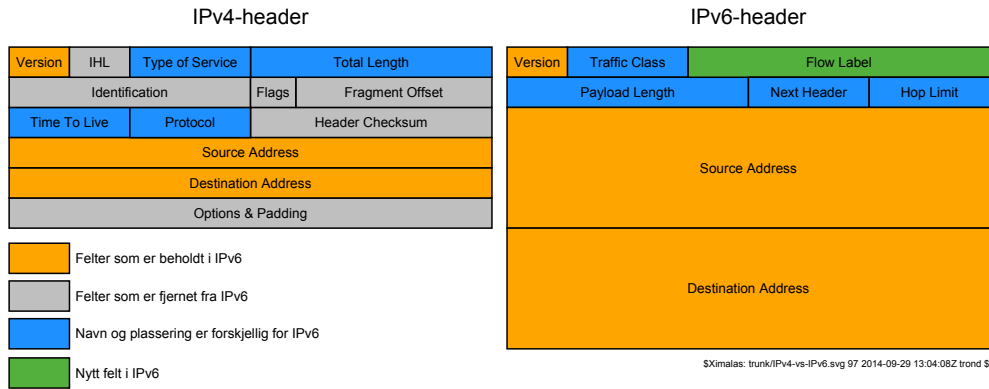 IPv4-header
Version IHL Type of Service Total Length
Identification Flags Fragment Offset
Time To Live Protocol Header Checksum
Source Address
Destination Address
Options & Padding
Felter som er beholdt i IPv6
Felter som er fjernet fra IPv6
Navn og plassering er forskjellig for IPv6
Nytt felt i IPv6
IPv6-header
Version Traffic Class Flow Label
Payload Length Next Header Hop Limit
Source Address
Destination Address
$Ximalas: trunk/IPv4-vs-IPv6.svg 97 2014-09-29 13:04:08Z trond $